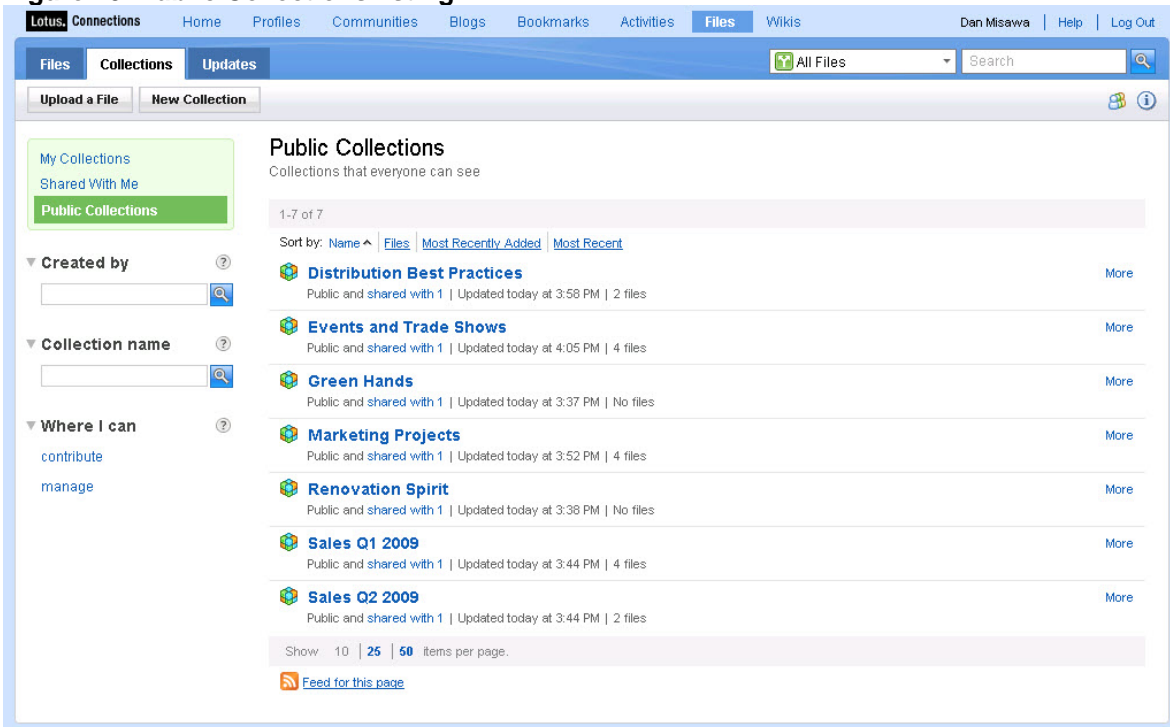 Lotus. Connections Home Profiles Communities Blogs Bookmarks Activities Files Wikis Dan Misawa | Help | Log Out
Files Collections Updates All Files Search
Upload a File New Collection
My Collections
Shared With Me
Public Collections
Created by ?
Collection name ?
Where I can ?
contribute
manage
Public Collections
Collections that everyone can see
1-7 of 7
Sort by: Name | Files | Most Recently Added | Most Recent
Distribution Best Practices More
Public and shared with 1 | Updated today at 3:58 PM | 2 files
Events and Trade Shows More
Public and shared with 1 | Updated today at 4:05 PM | 4 files
Green Hands More
Public and shared with 1 | Updated today at 3:37 PM | No files
Marketing Projects More
Public and shared with 1 | Updated today at 3:52 PM | 4 files
Renovation Spirit More
Public and shared with 1 | Updated today at 3:38 PM | No files
Sales Q1 2009 More
Public and shared with 1 | Updated today at 3:44 PM | 4 files
Sales Q2 2009 More
Public and shared with 1 | Updated today at 3:44 PM | 2 files
Show 10 | 25 | 50 items per page.
Feed for this page